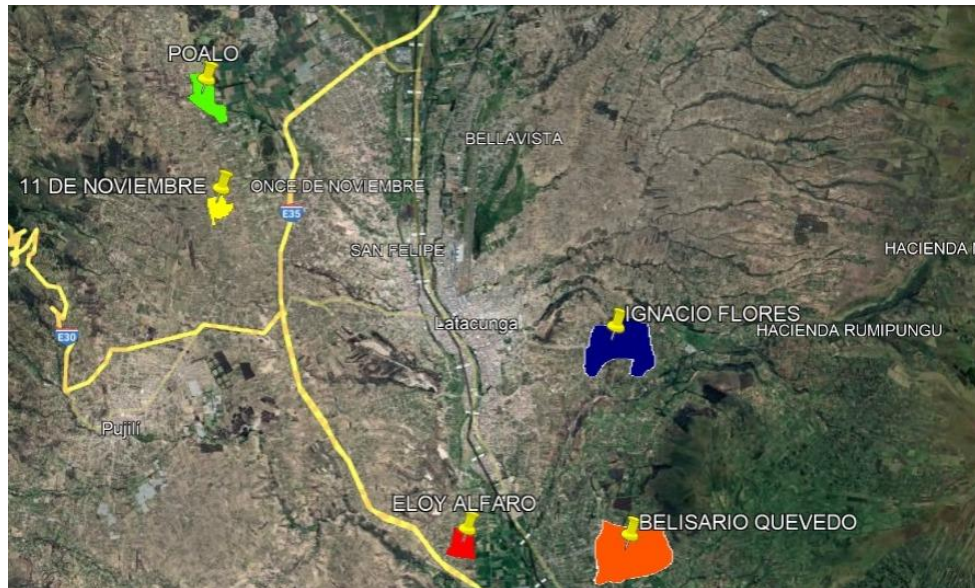 POALO
BELLAVISTA
11 DE NOVIEMBRE
ONCE DE NOVIEMBRE
E35
SAN FELIPE
HACIENDA
IGNACIO FLORES
Latacunga
HACIENDA RUMIPUNGU
E30
Pujilí
ELOY ALFARO
BELISARIO QUEVEDO